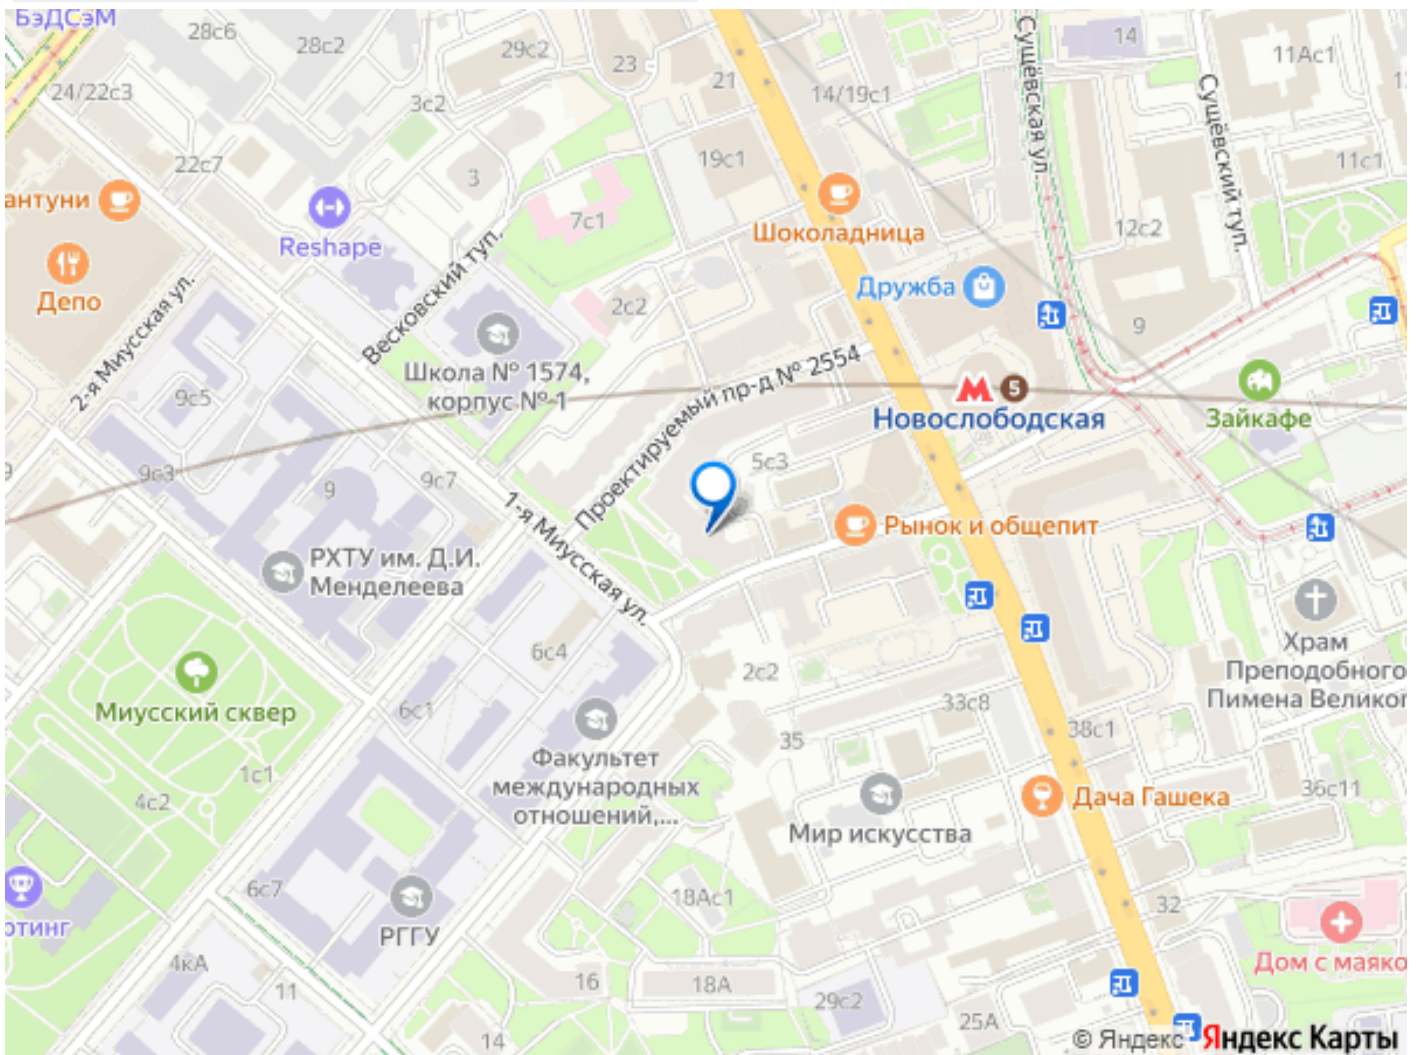 БэДСэМ
28с6
28с2
29с2
23
21
14
11Ас1
24/22с3
3с2
14/19с1
Сущёвская ул.
Сущёвский туп.
22с7
3
19с1
11с1
антуни
Reshape
7с1
Шоколадница
12с2
Депо
2-я Миусская ул.
Весковский туп.
2с2
Дружба
9
Школа № 1574,
корпус № 1
Проектируемый пр-д № 2554
5
Новослободская
Зайкафе
9с5
9с3
9
9с7
5с3
1-я Миусская ул.
Рынок и общепит
РХТУ им. Д.И.
Менделеева
Храм
Преподобного
Пимена Великог
6с4
2с2
Миусский сквер
6с1
33с8
38с1
35
Факультет
международных
отношений,...
1с1
4с2
Дача Гашека
36с11
Мир искусства
6с7
18Ас1
32
отинг
РГГУ
Дом с маяко
4кА
11
16
18А
29с2
25А
14
© Яндекс
Яндекс Карты